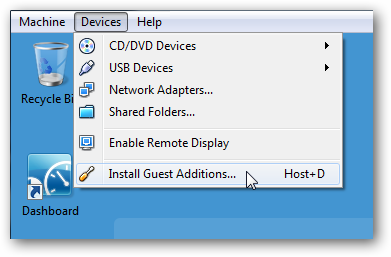 Machine Devices Help
CD/DVD Devices
USB Devices
Network Adapters...
Shared Folders...
Enable Remote Display
Install Guest Additions... Host+D
Recycle Bi
Dashboard